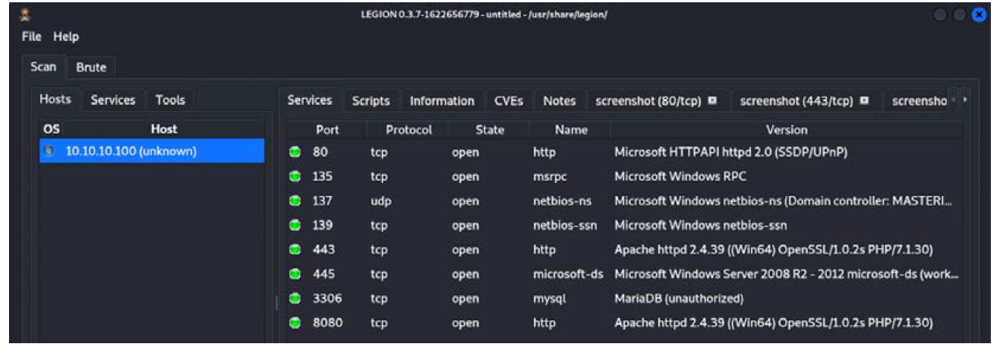 LEGION 0.3.7-1622656779 - untitled - /usr/share/legion/
File Help
Scan Brute
Hosts Services Tools
Services Scripts Information CVEs Notes screenshot (80/tcp) screenshot (443/tcp) screensho
OS Host
Port Protocol State Name Version
10.10.10.100 (unknown)
80 tcp open http Microsoft HTTPAPI httpd 2.0 (SSDP/UPnP)
135 tcp open msrpc Microsoft Windows RPC
137 udp open netbios-ns Microsoft Windows netbios-ns (Domain controller: MASTERI...
139 tcp open netbios-ssn Microsoft Windows netbios-ssn
443 tcp open http Apache httpd 2.4.39 ((Win64) OpenSSL/1.0.2s PHP/7.1.30)
445 tcp open microsoft-ds Microsoft Windows Server 2008 R2 - 2012 microsoft-ds (work...
3306 tcp open mysql MariaDB (unauthorized)
8080 tcp open http Apache httpd 2.4.39 ((Win64) OpenSSL/1.0.2s PHP/7.1.30)